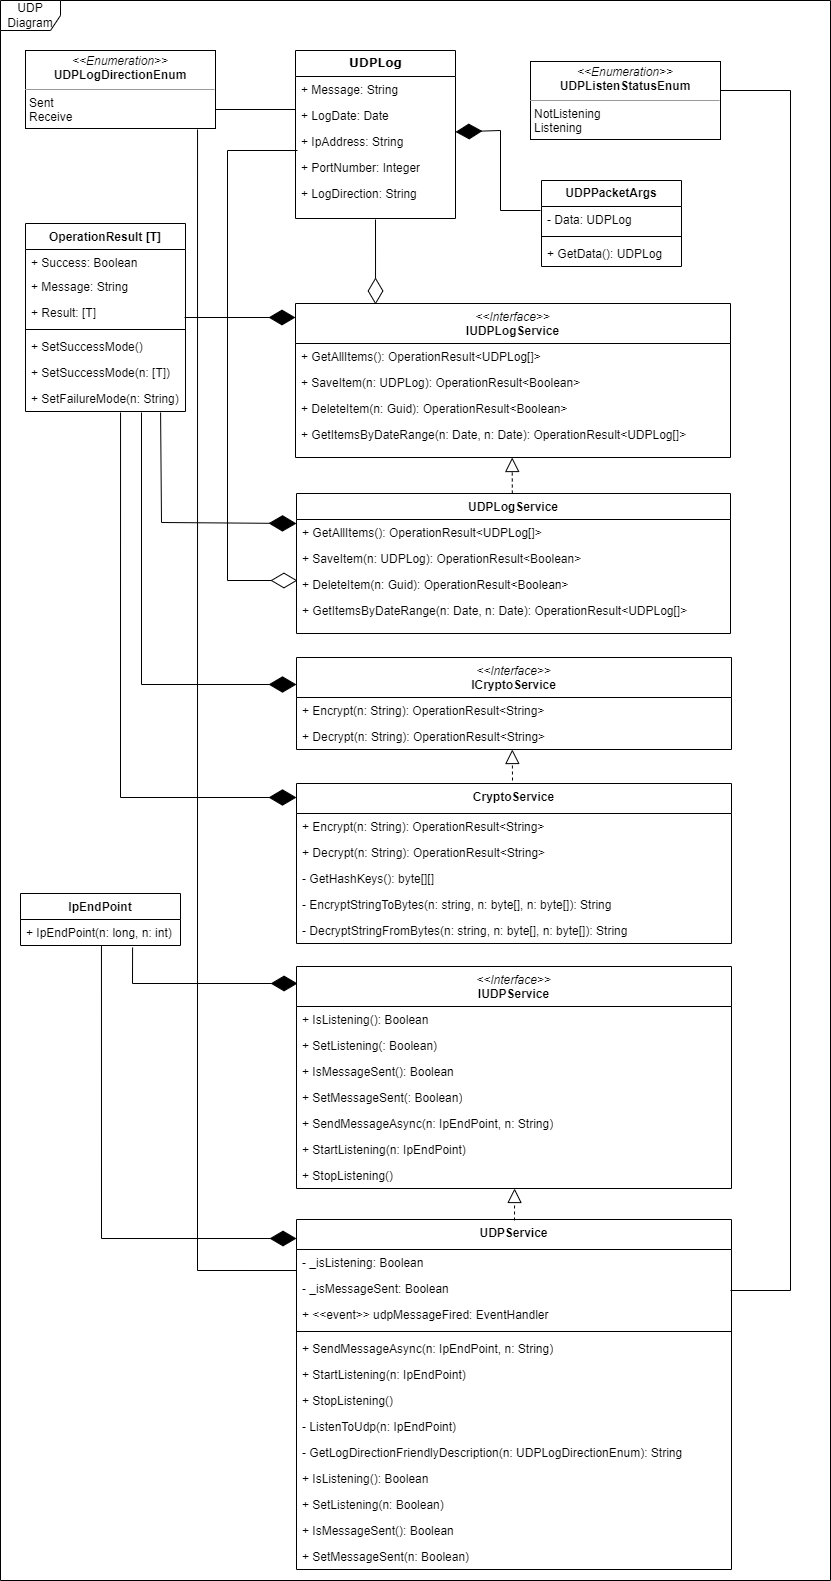 UDP
Diagram
<<Enumeration>>
UDPLogDirectionEnum
Sent
Receive
UDPLog
+ Message: String
+ LogDate: Date
+ IpAddress: String
+ PortNumber: Integer
+ LogDirection: String
<<Enumeration>>
UDPListenStatusEnum
NotListening
Listening
UDPPacketArgs
- Data: UDPLog
+ GetData(): UDPLog
OperationResult [T]
+ Success: Boolean
+ Message: String
+ Result: [T]
+ SetSuccessMode()
+ SetSuccessMode(n: [T])
+ SetFailureMode(n: String)
<<Interface>>
IUDPLogService
+ GetAllItems(): OperationResult<UDPLog[]>
+ SaveItem(n: UDPLog): OperationResult<Boolean>
+ DeleteItem(n: Guid): OperationResult<Boolean>
+ GetItemsByDateRange(n: Date, n: Date): OperationResult<UDPLog[]>
UDPLogService
+ GetAllItems(): OperationResult<UDPLog[]>
+ SaveItem(n: UDPLog): OperationResult<Boolean>
+ DeleteItem(n: Guid): OperationResult<Boolean>
+ GetItemsByDateRange(n: Date, n: Date): OperationResult<UDPLog[]>
<<Interface>>
ICryptoService
+ Encrypt(n: String): OperationResult<String>
+ Decrypt(n: String): OperationResult<String>
CryptoService
+ Encrypt(n: String): OperationResult<String>
+ Decrypt(n: String): OperationResult<String>
- GetHashKeys(): byte[][]
- EncryptStringToBytes(n: string, n: byte[], n: byte[]): String
- DecryptStringFromBytes(n: string, n: byte[], n: byte[]): String
IpEndPoint
+ IpEndPoint(n: long, n: int)
<<Interface>>
IUDPService
+ IsListening(): Boolean
+ SetListening(: Boolean)
+ IsMessageSent(): Boolean
+ SetMessageSent(: Boolean)
+ SendMessageAsync(n: IpEndPoint, n: String)
+ StartListening(n: IpEndPoint)
+ StopListening()
UDPService
- _isListening: Boolean
- _isMessageSent: Boolean
+ <<event>> udpMessageFired: EventHandler
+ SendMessageAsync(n: IpEndPoint, n: String)
+ StartListening(n: IpEndPoint)
+ StopListening()
- ListenToUdp(n: IpEndPoint)
- GetLogDirectionFriendlyDescription(n: UDPLogDirectionEnum): String
+ IsListening(): Boolean
+ SetListening(n: Boolean)
+ IsMessageSent(): Boolean
+ SetMessageSent(n: Boolean)